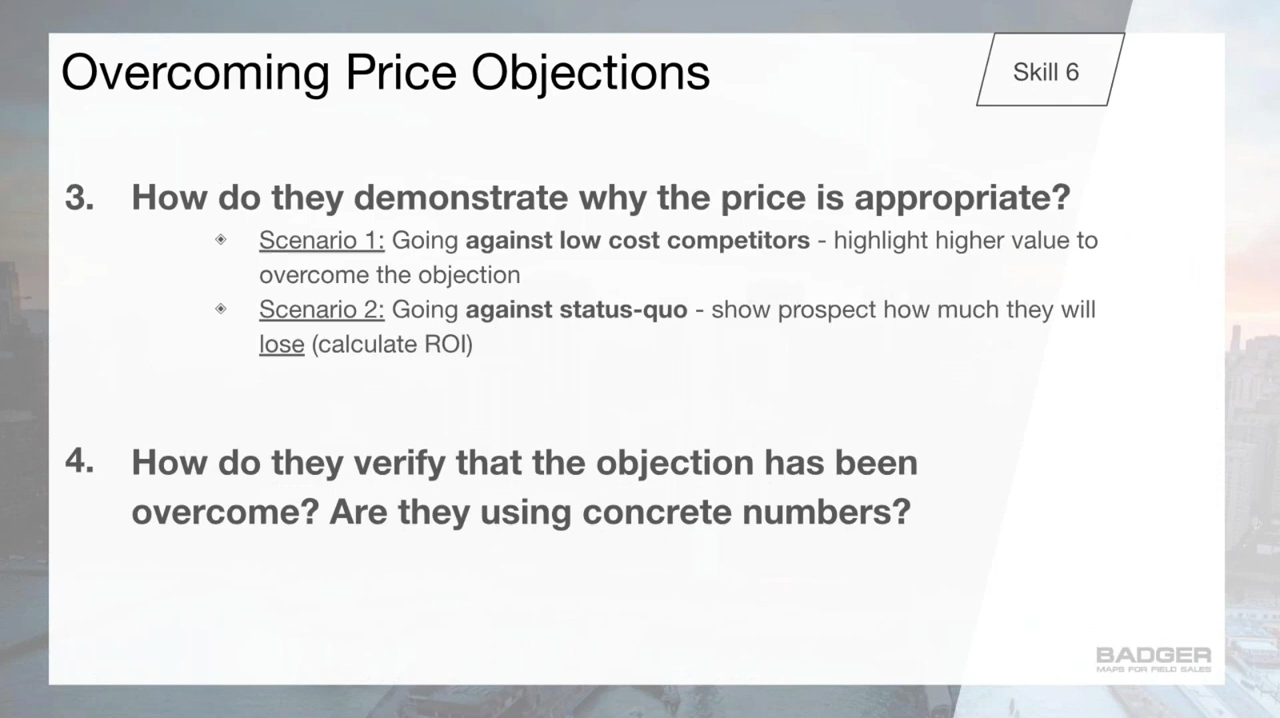 Overcoming Price Objections
Skill 6
3. How do they demonstrate why the price is appropriate?
◈ Scenario 1: Going against low cost competitors - highlight higher value to
overcome the objection
◈ Scenario 2: Going against status-quo - show prospect how much they will
lose (calculate ROI)
4. How do they verify that the objection has been
overcome? Are they using concrete numbers?
BADGER
MAPS FOR FIELD SALES